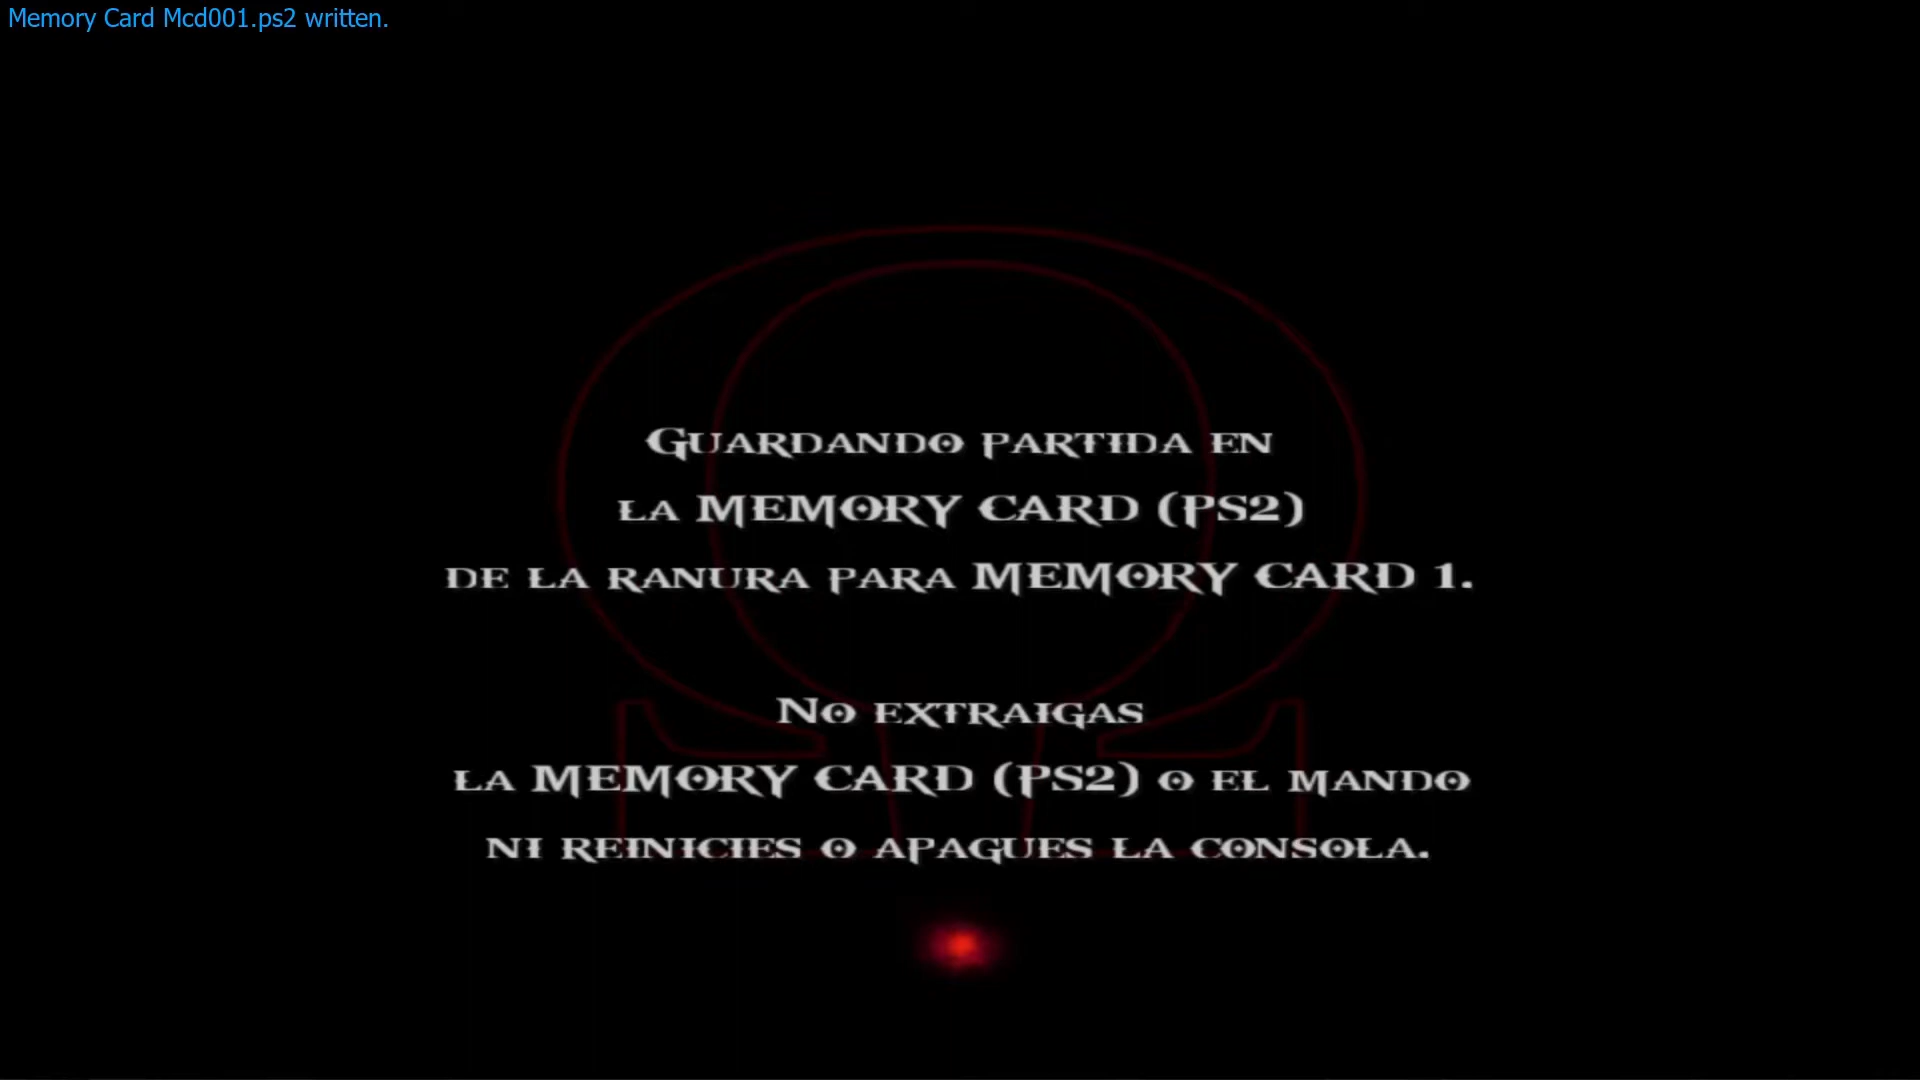 Memory Card Mcd001.ps2 written.
Guardando partida en
la MEMORY CARD (PS2)
de la ranura para MEMORY CARD 1.
No extraigas
la MEMORY CARD (PS2) o el mando
ni reinicies o apagues la consola.